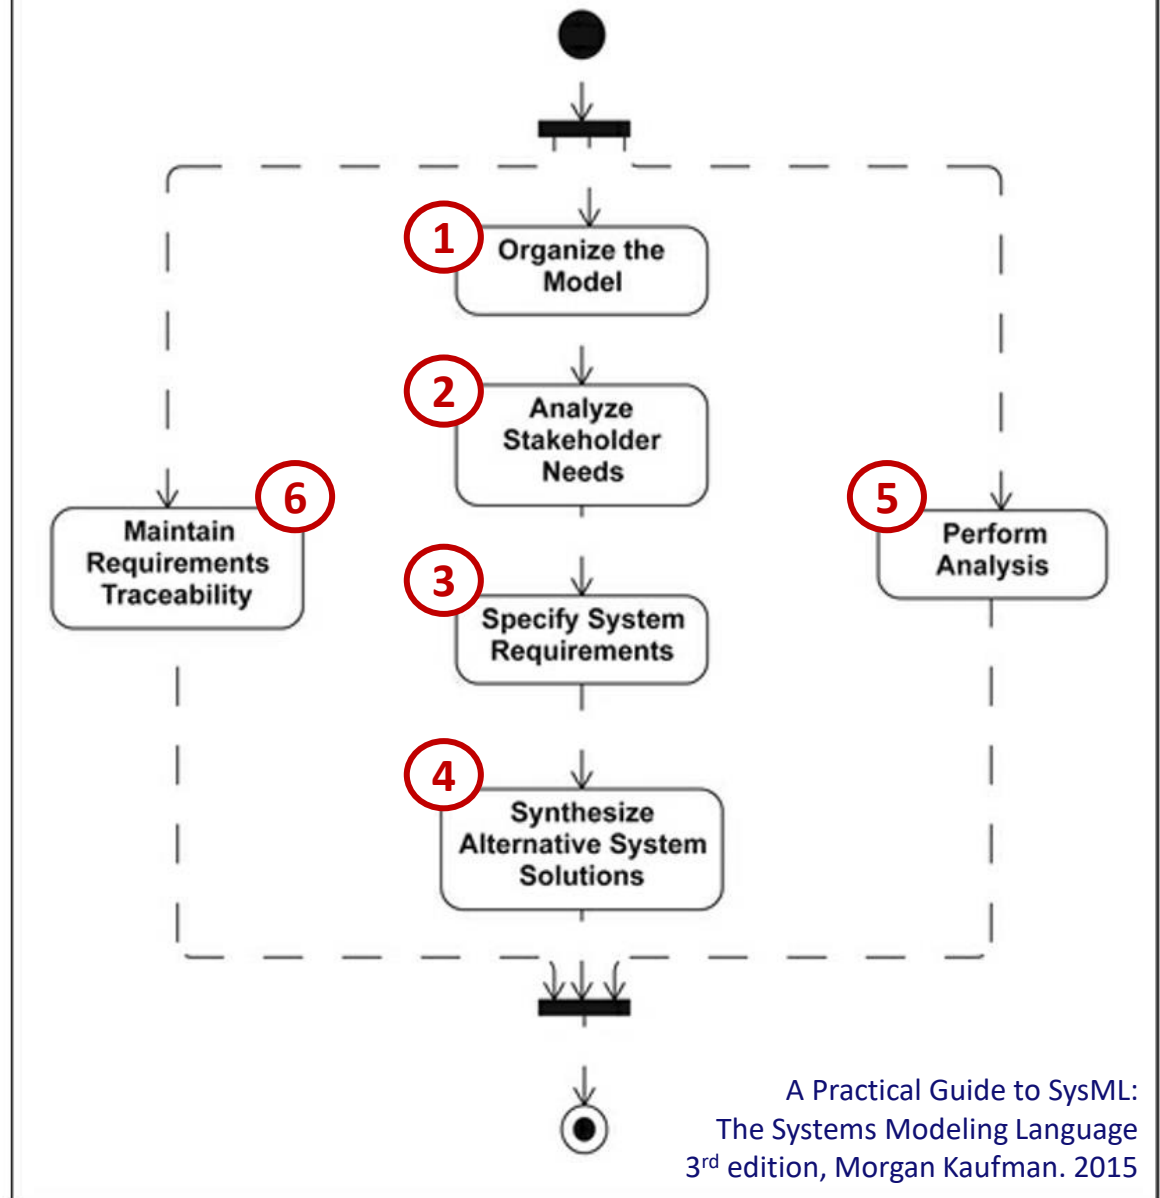 1
Organize the
Model
2
Analyze
Stakeholder
Needs
6
Maintain
Requirements
Traceability
5
Perform
Analysis
3
Specify System
Requirements
4
Synthesize
Alternative System
Solutions
A Practical Guide to SysML:
The Systems Modeling Language
3rd edition, Morgan Kaufman. 2015